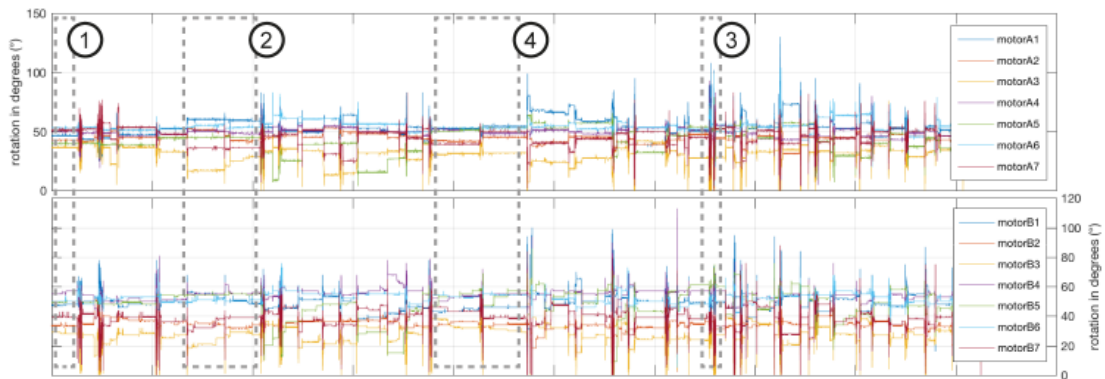 150
100
50
0
rotation in degrees (°)
1
2
4
3
motorA1
motorA2
motorA3
motorA4
motorA5
motorA6
motorA7
motorB1
motorB2
motorB3
motorB4
motorB5
motorB6
motorB7
120
100
80
60
40
20
0
rotation in degrees (°)